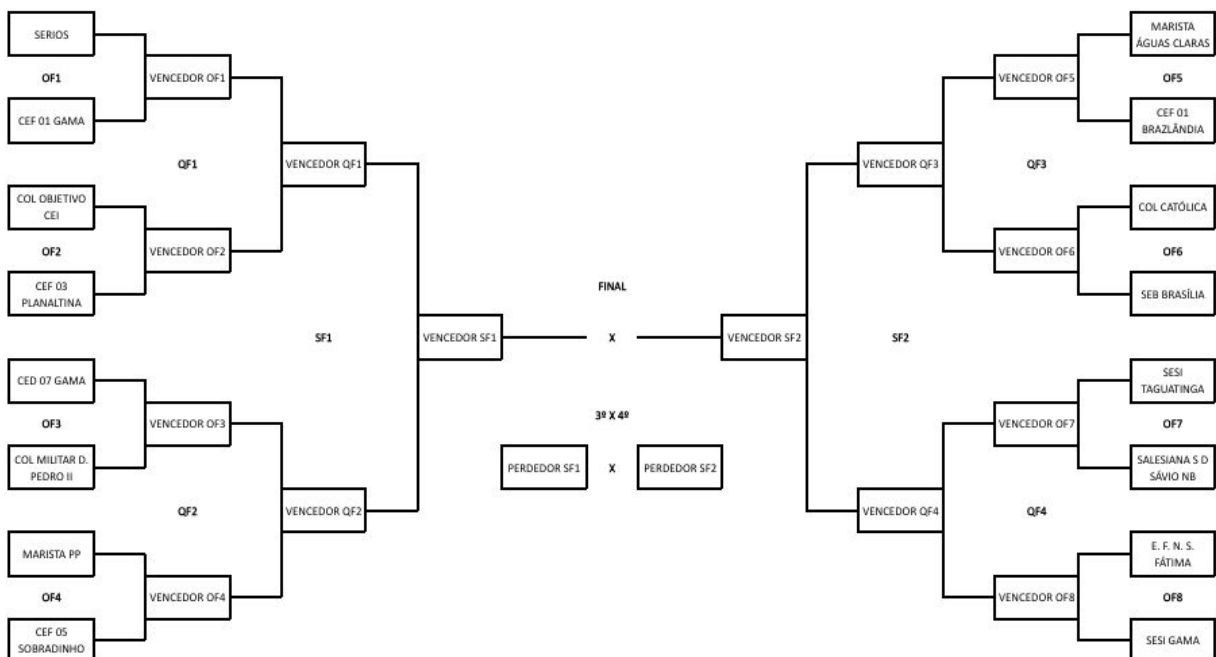 SERIOS
OF1
CEF 01 GAMA
VENCEDOR OF1
QF1
COL OBJETIVO
CEI
OF2
CEF 03
PLANALTINA
VENCEDOR OF2
VENCEDOR QF1
SF1
CED 07 GAMA
OF3
COL MILITAR D.
PEDRO II
VENCEDOR OF3
QF2
MARISTA PP
OF4
CEF 05
SOBRADINHO
VENCEDOR OF4
VENCEDOR QF2
VENCEDOR SF1
FINAL
X
VENCEDOR SF2
3º X 4º
PERDEDOR SF1
X
PERDEDOR SF2
MARISTA
ÁGUAS CLARAS
OF5
CEF 01
BRAZLÂNDIA
VENCEDOR OF5
QF3
COL CATÓLICA
OF6
SEB BRASÍLIA
VENCEDOR OF6
VENCEDOR QF3
SF2
SESI
TAGUATINGA
OF7
SALESIANA S D
SÁVIO NB
VENCEDOR OF7
QF4
E. F. N. S.
FÁTIMA
OF8
SESI GAMA
VENCEDOR OF8
VENCEDOR QF4